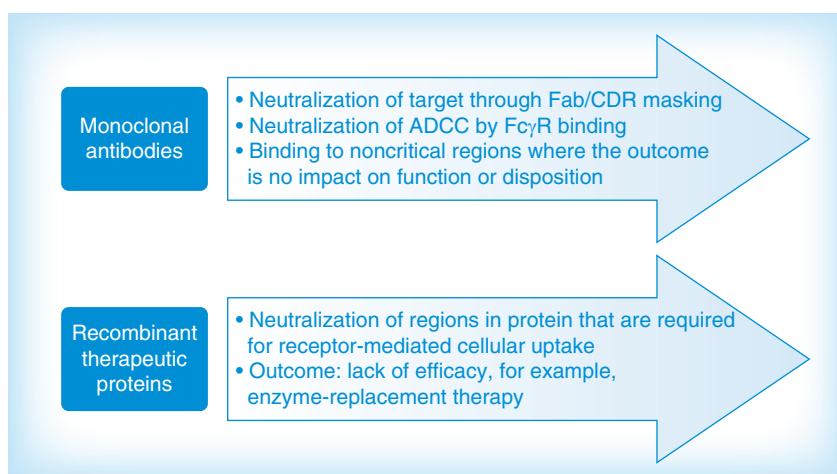 Monoclonal
antibodies
• Neutralization of target through Fab/CDR masking
• Neutralization of ADCC by FcγR binding
• Binding to noncritical regions where the outcome
is no impact on function or disposition
Recombinant
therapeutic
proteins
• Neutralization of regions in protein that are required
for receptor-mediated cellular uptake
• Outcome: lack of efficacy, for example,
enzyme-replacement therapy